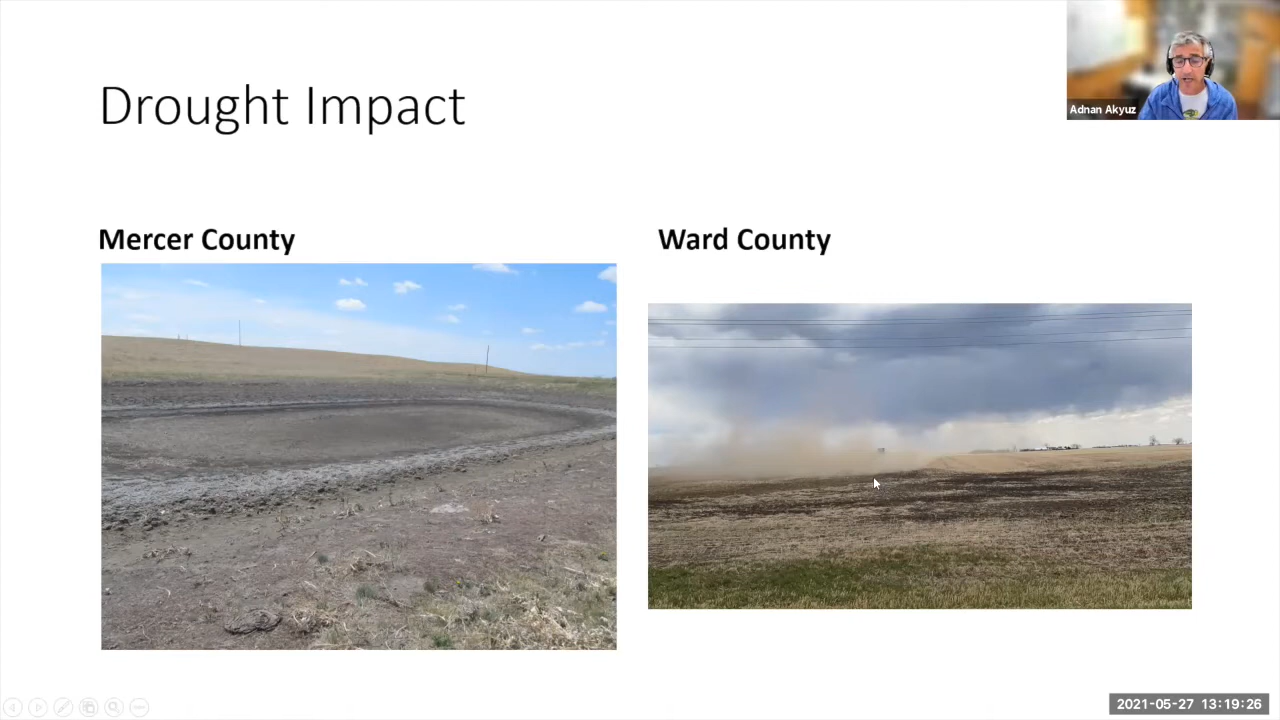 Drought Impact
Adnan Akyuz
Mercer County
Ward County
2021-05-27 13:19:26